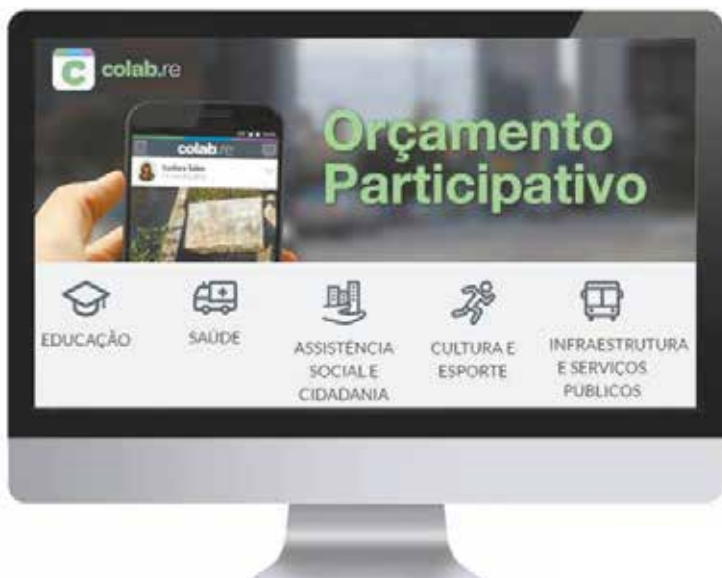 colab.re
Orçamento
Participativo
colab.re
EDUCAÇÃO
SAÚDE
ASSISTÊNCIA
SOCIAL E
CIDADANIA
CULTURA E
ESPORTE
INFRAESTRUTURA
E SERVIÇOS
PÚBLICOS